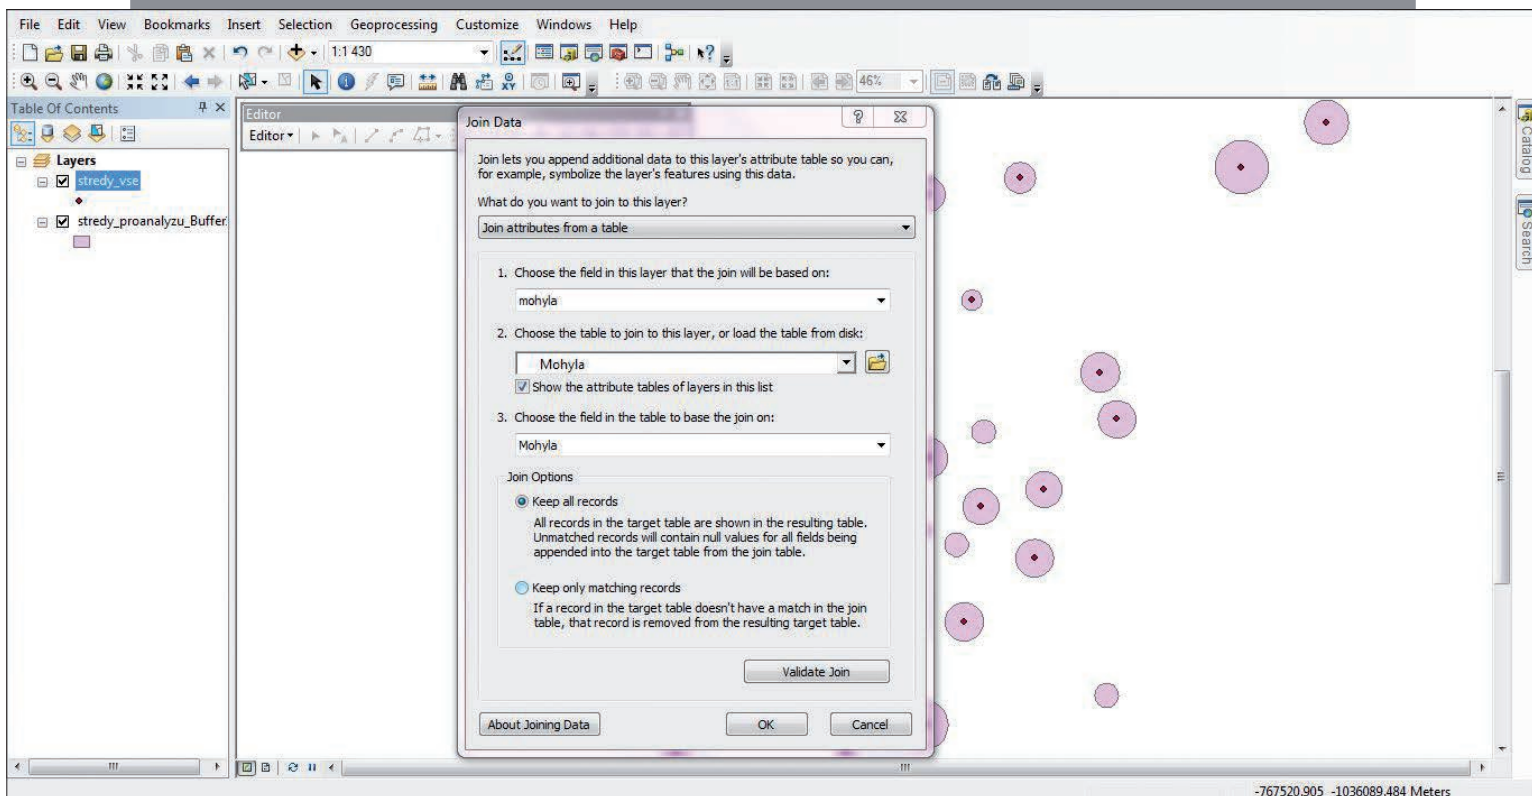 File Edit View Bookmarks Insert Selection Geoprocessing Customize Windows Help
1:1 430
46%
Table Of Contents
Layers
stredy_vse
stredy_proanalyzu_Buffer
Editor
Editor
Join Data
Join lets you append additional data to this layer's attribute table so you can,
for example, symbolize the layer's features using this data.
What do you want to join to this layer?
Join attributes from a table
1. Choose the field in this layer that the join will be based on:
mohyla
2. Choose the table to join to this layer, or load the table from disk:
Mohyla
Show the attribute tables of layers in this list
3. Choose the field in the table to base the join on:
Mohyla
Join Options
Keep all records
All records in the target table are shown in the resulting table.
Unmatched records will contain null values for all fields being
appended into the target table from the join table.
Keep only matching records
If a record in the target table doesn't have a match in the join
table, that record is removed from the resulting target table.
Validate Join
About Joining Data
OK
Cancel
Catalog
Search
-767520,905 -1036089,484 Meters